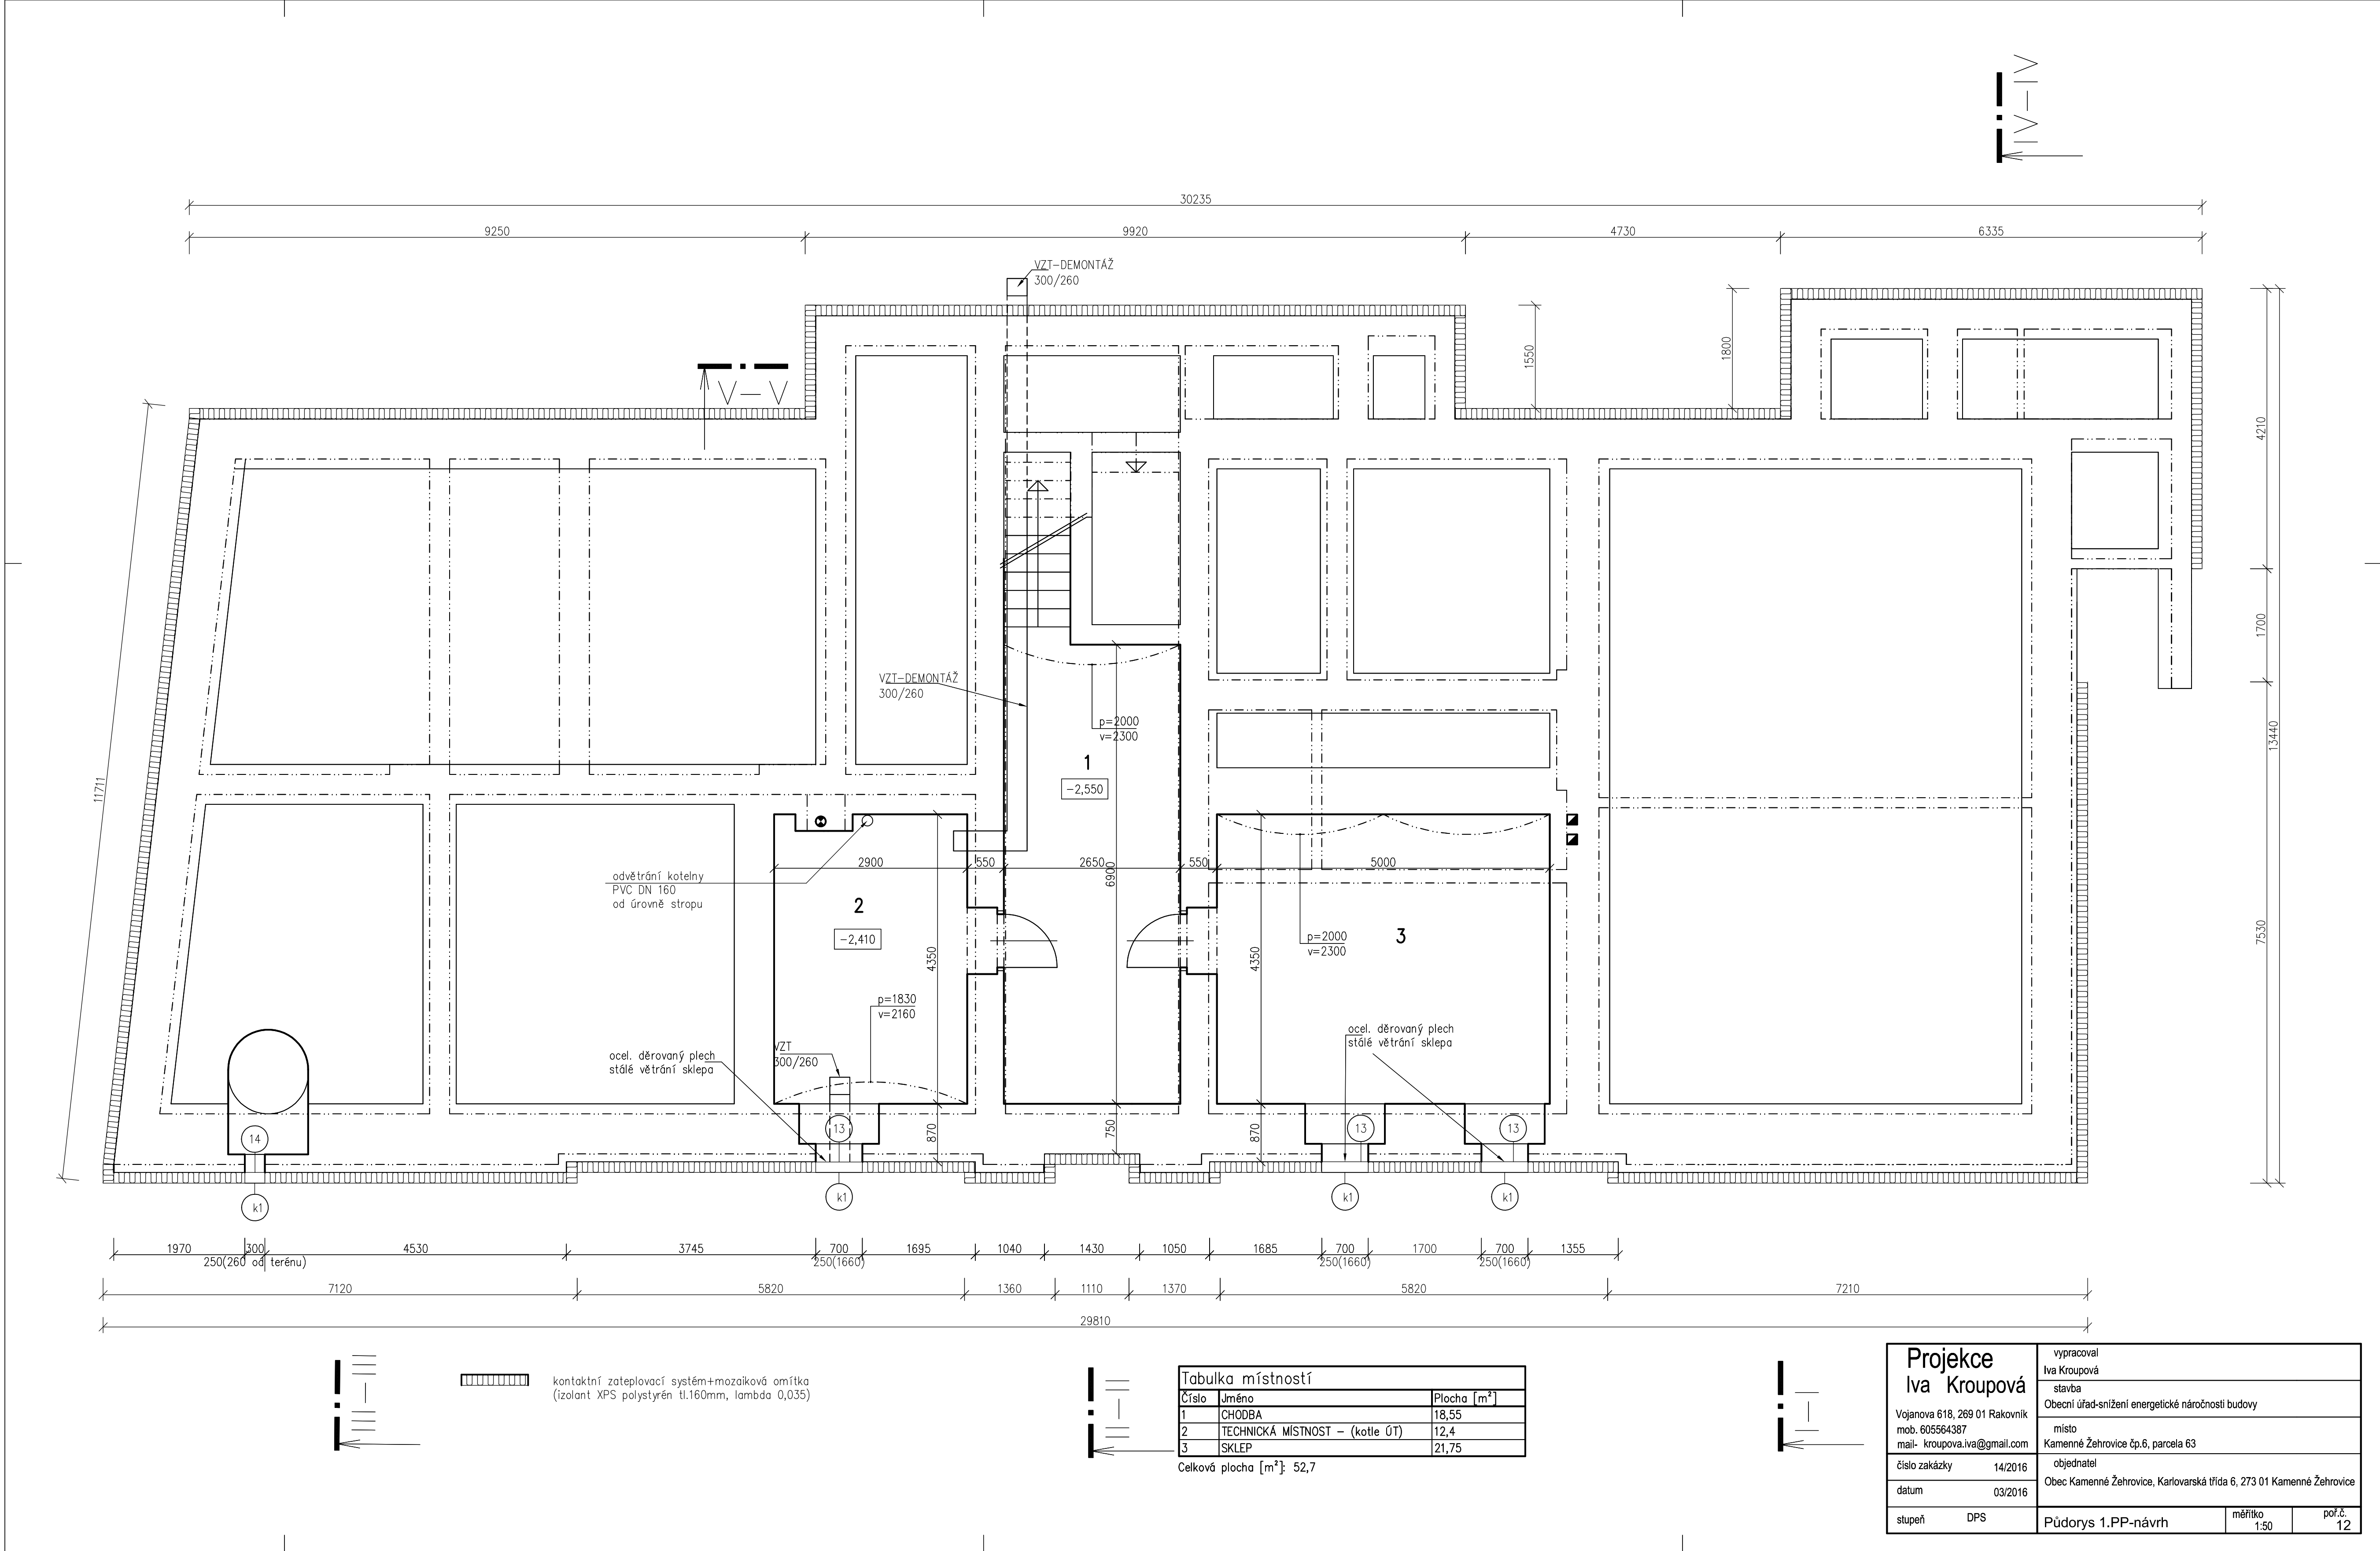 IV–IV
30235
9250
9920
4730
6335
VZT-DEMONTÁŽ
300/260
1550
1800
V–V
4210
1700
13440
7530
11711
VZT-DEMONTÁŽ
300/260
p=2000
v=2300
1
-2,550
2900
550
2650
550
5000
6900
odvětrání kotelny
PVC DN 160
od úrovně stropu
2
-2,410
4350
4350
p=2000
v=2300
3
p=1830
v=2160
VZT
300/260
ocel. děrovaný plech
stálé větrání sklepa
ocel. děrovaný plech
stálé větrání sklepa
14
13
13
13
870
750
870
k1
k1
k1
k1
1970
300
4530
3745
700
1695
1040
1430
1050
1685
700
1700
700
1355
250(260 od terénu)
250(1660)
250(1660)
250(1660)
7120
5820
1360
1110
1370
5820
7210
29810
III–III
kontaktní zateplovací systém+mozaiková omítka
(izolant XPS polystyrén tl.160mm, lambda 0,035)
II–II
Tabulka místností
Číslo Jméno Plocha [m²]
1 CHODBA 18,55
2 TECHNICKÁ MÍSTNOST – (kotle ÚT) 12,4
3 SKLEP 21,75
Celková plocha [m²]: 52,7
I–I
Projekce
Iva Kroupová
Vojanova 618, 269 01 Rakovník
mob. 605564387
mail- kroupova.iva@gmail.com
číslo zakázky 14/2016
datum 03/2016
stupeň DPS
vypracoval
Iva Kroupová
stavba
Obecní úřad-snížení energetické náročnosti budovy
místo
Kamenné Žehrovice čp.6, parcela 63
objednatel
Obec Kamenné Žehrovice, Karlovarská třída 6, 273 01 Kamenné Žehrovice
Půdorys 1.PP-návrh
měřítko
1:50
poř.č.
12